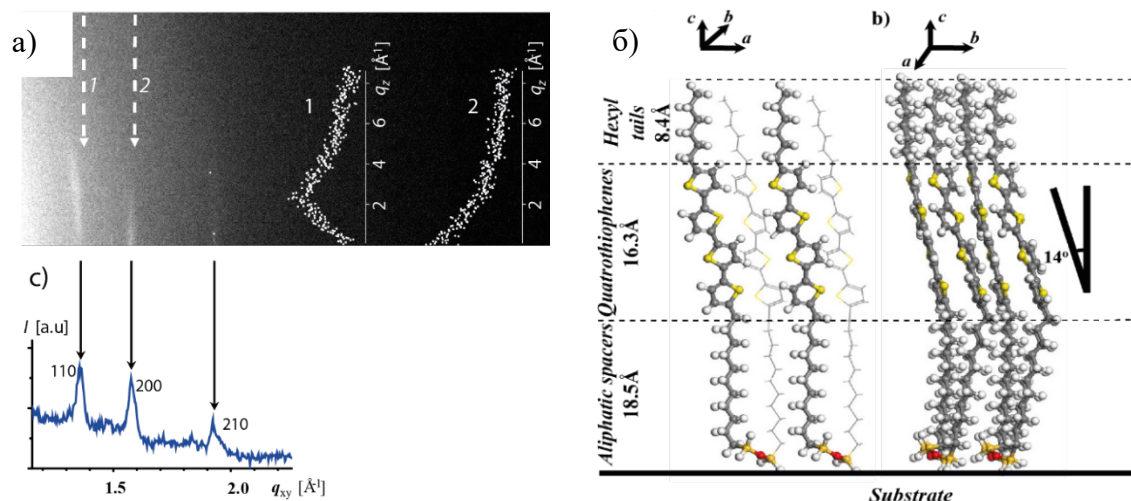 а)
1
2
1
2
q_z [Å⁻¹]
6
4
2
q_z [Å⁻¹]
6
4
2
c)
I [a.u]
110
200
210
1.5
2.0
q_xy [Å⁻¹]
б)
c
b
a
b)
c
b
a
Hexyl tails
8.4Å
Quatrothiophenes
16.3Å
Aliphatic spacers
18.5Å
14°
Substrate